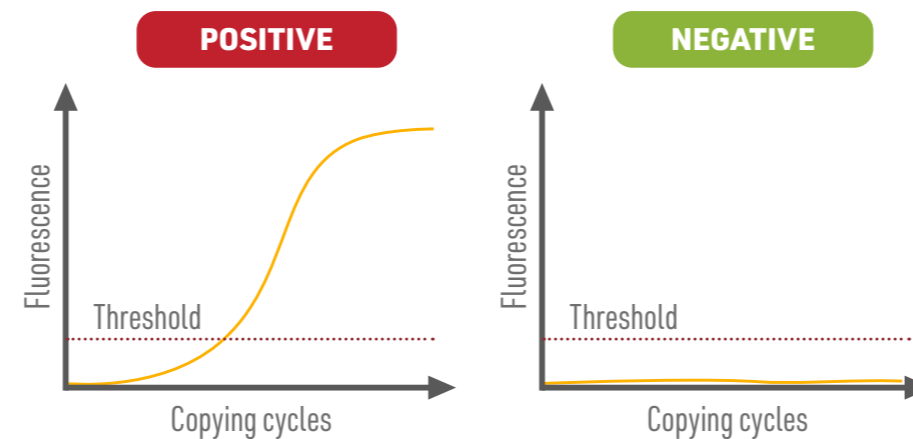 POSITIVE
Fluorescence
Threshold
Copying cycles
NEGATIVE
Fluorescence
Threshold
Copying cycles